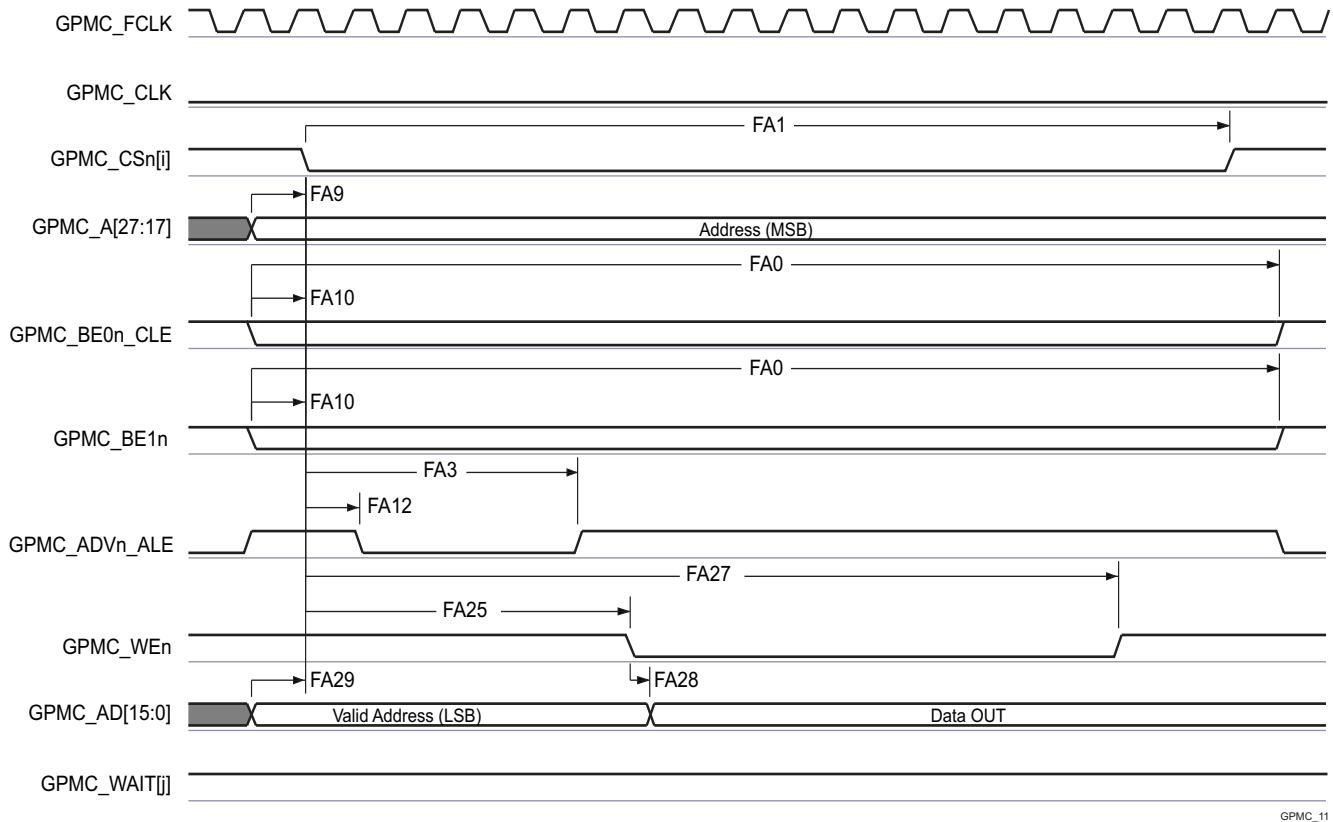 GPMC_FCLK
GPMC_CLK
FA1
GPMC_CSn[i]
FA9
GPMC_A[27:17]
Address (MSB)
FA0
FA10
GPMC_BE0n_CLE
FA0
FA10
GPMC_BE1n
FA3
FA12
GPMC_ADVn_ALE
FA27
FA25
GPMC_WEn
FA29
FA28
GPMC_AD[15:0]
Valid Address (LSB)
Data OUT
GPMC_WAIT[j]
GPMC_11